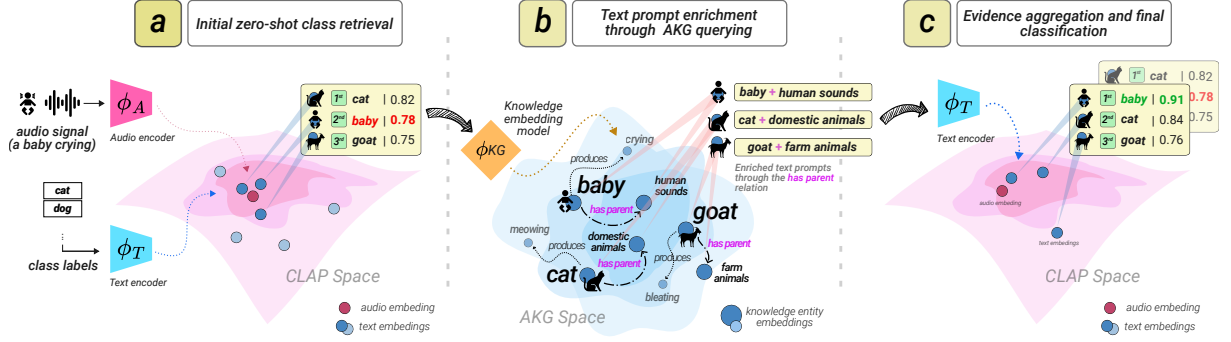 a
Initial zero-shot class retrieval
ϕA
Audio encoder
audio signal
(a baby crying)
1st cat | 0.82
2nd baby | 0.78
3rd goat | 0.75
cat
dog
class labels
ϕT
Text encoder
CLAP Space
audio embeding
text embedings
b
Text prompt enrichment
through AKG querying
Knowledge
embedding
model
ϕKG
crying
produces
baby
human
sounds
has parent
goat
meowing
produces
domestic
animals
has parent
cat
has parent
produces
farm
animals
bleating
AKG Space
knowledge entity
embeddings
baby + human sounds
cat + domestic animals
goat + farm animals
Enriched text prompts
through the has parent
relation
c
Evidence aggregation and final
classification
ϕT
Text encoder
1st cat | 0.82
0.78
0.75
1st baby | 0.91
2nd cat | 0.84
3rd goat | 0.76
audio embeding
text embedings
CLAP Space
audio embeding
text embedings